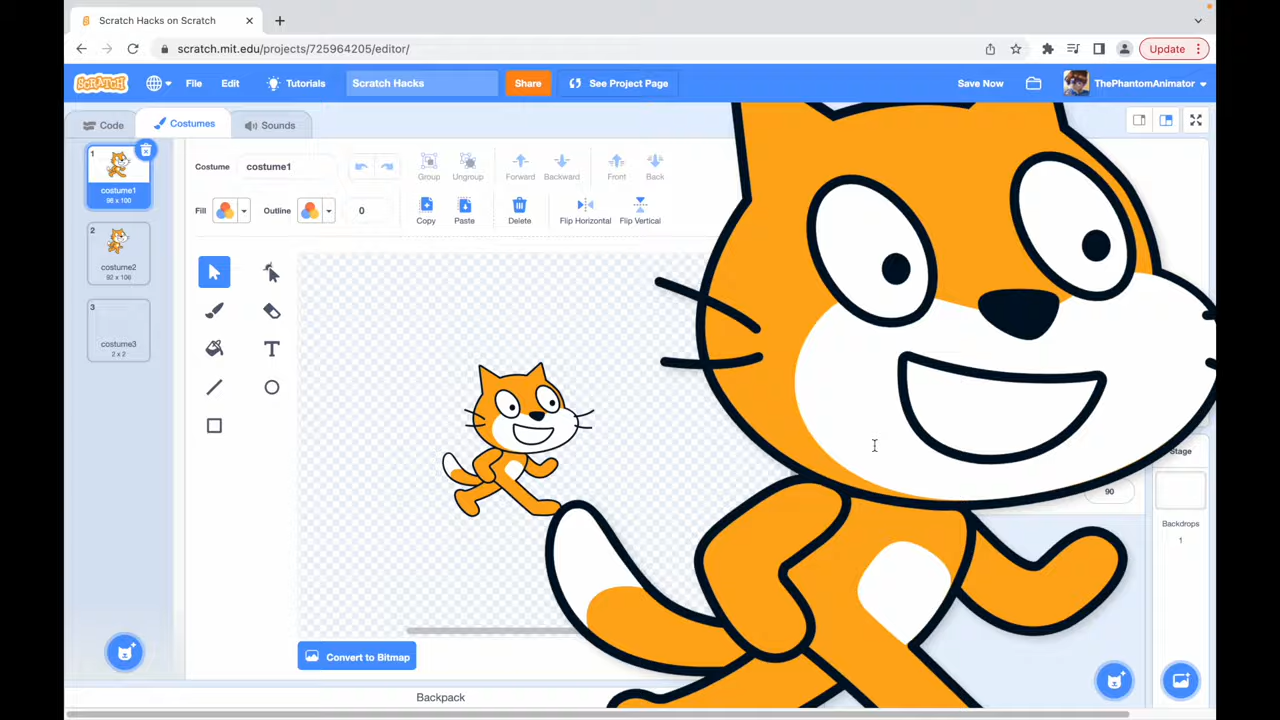 Scratch Hacks on Scratch
scratch.mit.edu/projects/725964205/editor/
Update
SCRATCH
File
Edit
Tutorials
Scratch Hacks
Share
See Project Page
Save Now
ThePhantomAnimator
Code
Costumes
Sounds
1
costume1
96 x 100
2
costume2
92 x 106
3
costume3
2 x 2
Costume
costume1
Group
Ungroup
Forward
Backward
Front
Back
Fill
Outline
0
Copy
Paste
Delete
Flip Horizontal
Flip Vertical
Convert to Bitmap
Backpack
Stage
90
Backdrops
1